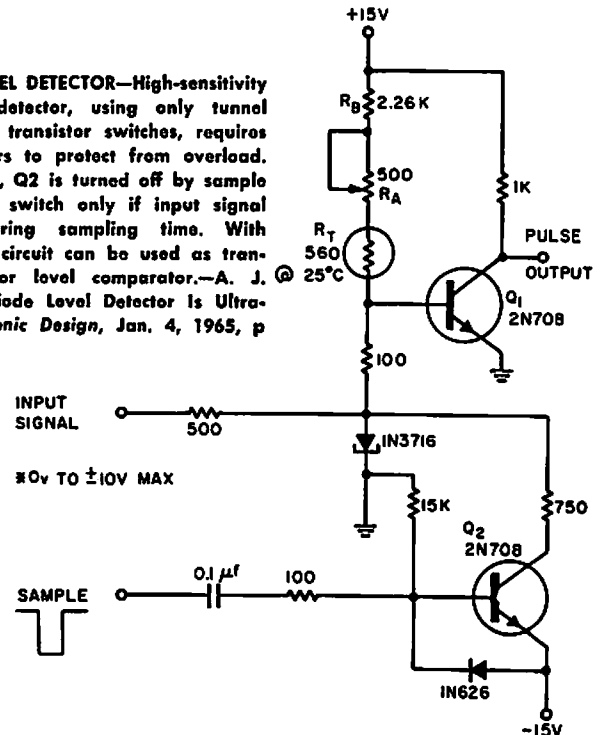 +15V
EL DETECTOR—High-sensitivity
detector, using only tunnel
transistor switches, requires
rs to protect from overload.
, Q2 is turned off by sample
switch only if input signal
ring sampling time. With
circuit can be used as tran-
or level comparator.—A. J.
iode Level Detector Is Ultra-
onic Design, Jan. 4, 1965, p
RB 2.26K
500
RA
RT
560
@ 25°C
1K
PULSE
OUTPUT
Q1
2N708
100
INPUT
SIGNAL
500
1N3716
*0v TO ±10V MAX
15K
750
Q2
2N708
SAMPLE
0.1 μf
100
1N626
-15V